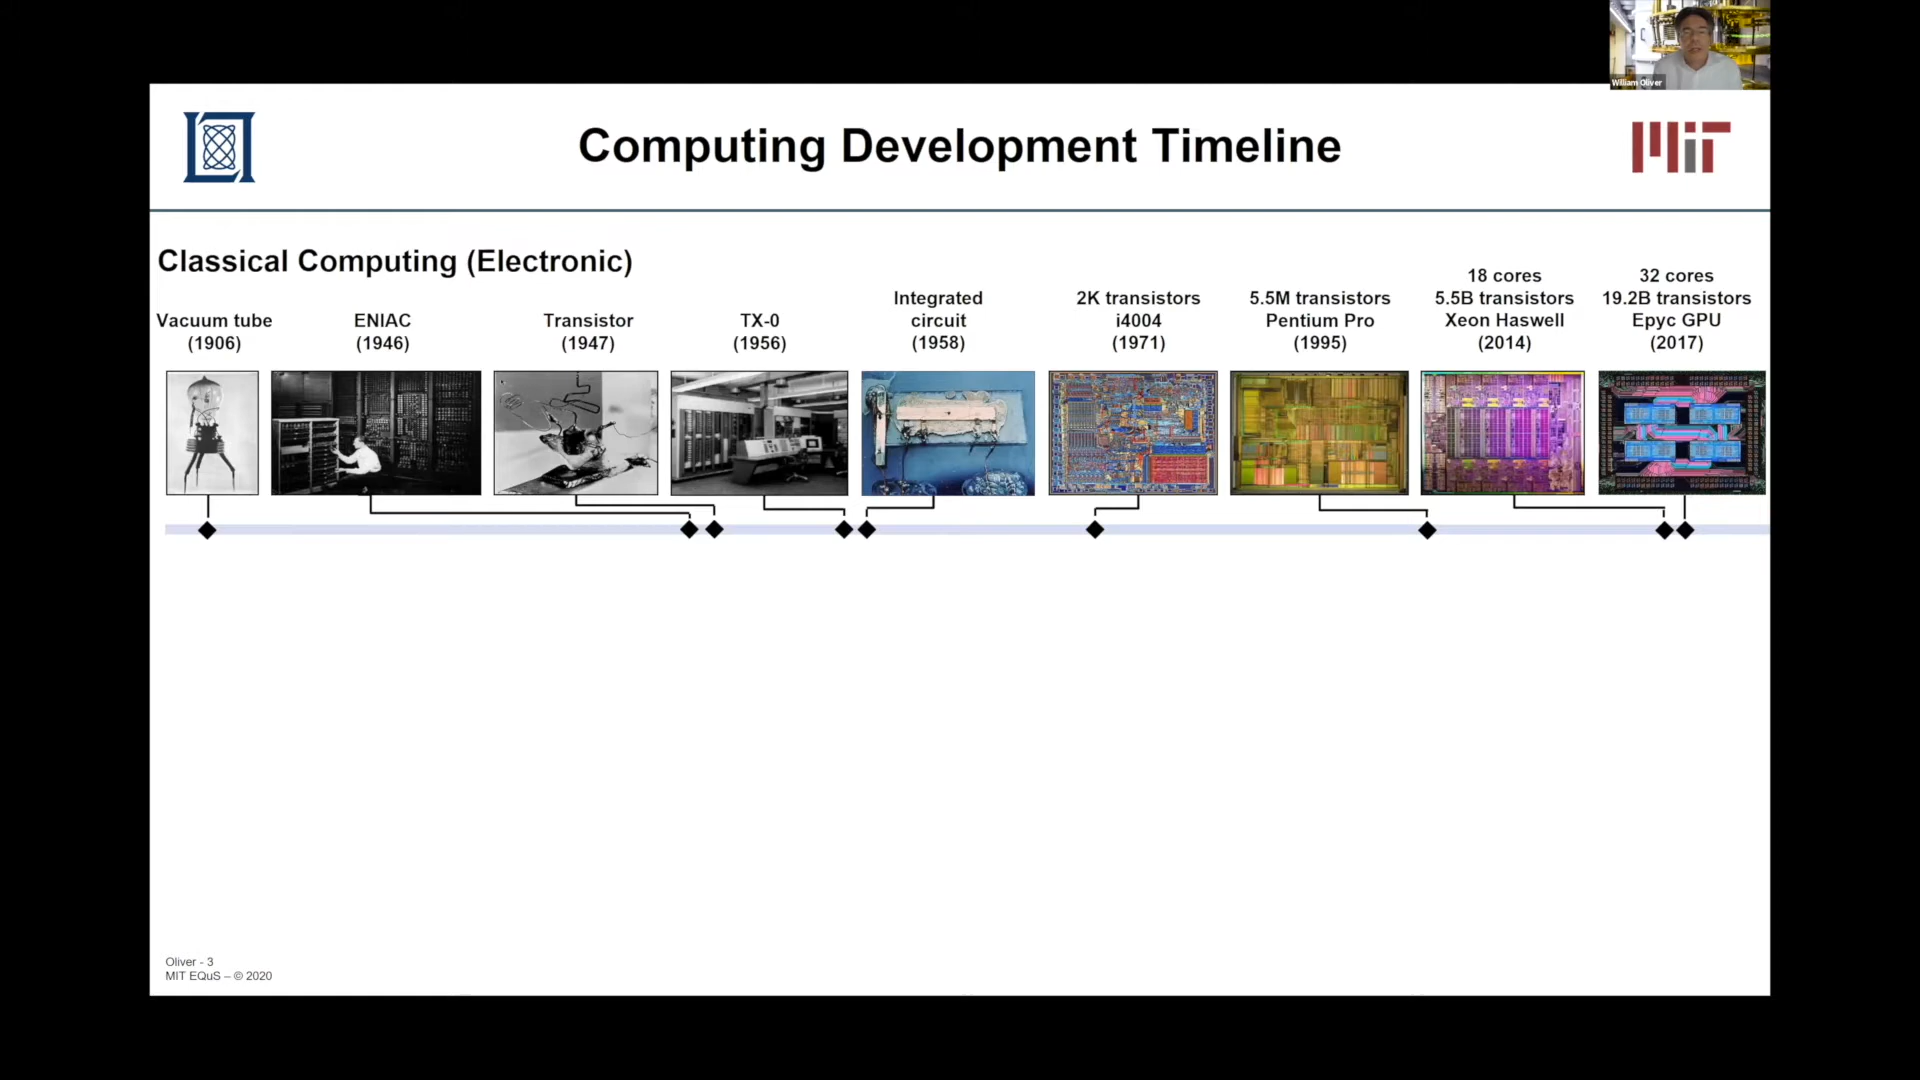 William Oliver
Computing Development Timeline
MIT
Classical Computing (Electronic)
Vacuum tube
(1906)
ENIAC
(1946)
Transistor
(1947)
TX-0
(1956)
Integrated
circuit
(1958)
2K transistors
i4004
(1971)
5.5M transistors
Pentium Pro
(1995)
18 cores
5.5B transistors
Xeon Haswell
(2014)
32 cores
19.2B transistors
Epyc GPU
(2017)
Oliver - 3
MIT EQuS – © 2020